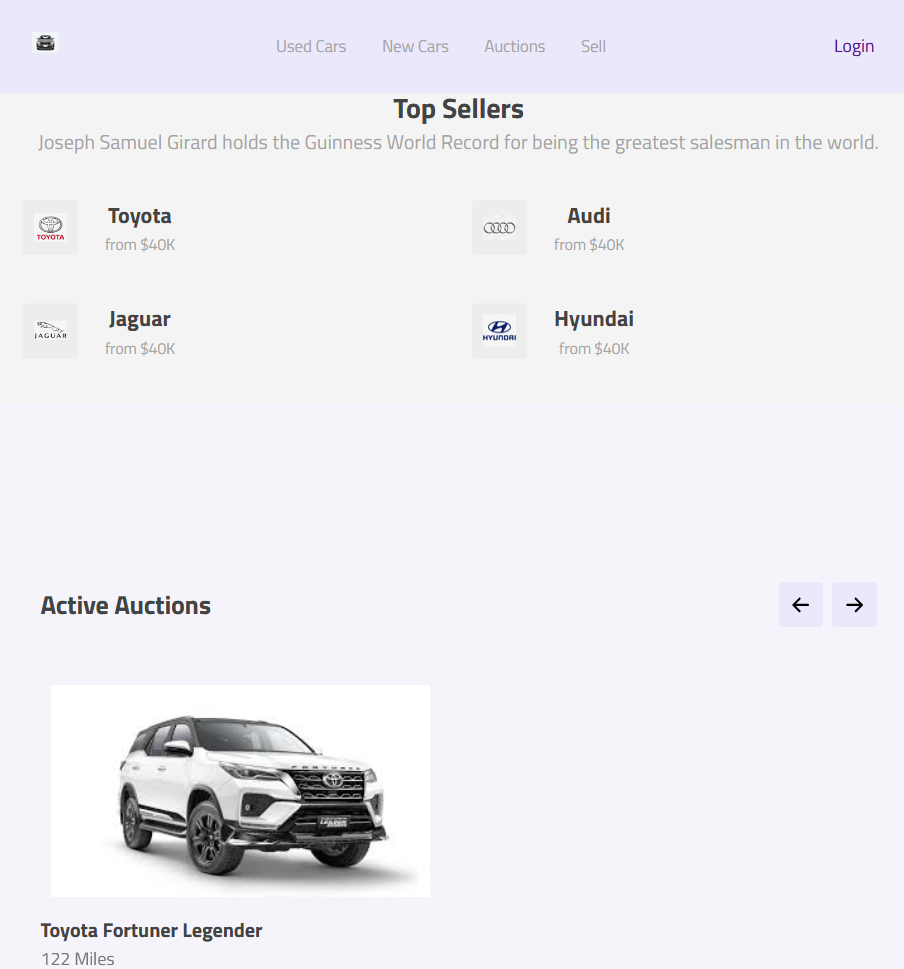 Used Cars New Cars Auctions Sell Login
Top Sellers
Joseph Samuel Girard holds the Guinness World Record for being the greatest salesman in the world.
TOYOTA
Toyota
from $40K
Audi
from $40K
JAGUAR
Jaguar
from $40K
HYUNDAI
Hyundai
from $40K
Active Auctions
FORTUNER
LEGENDER
Toyota Fortuner Legender
122 Miles